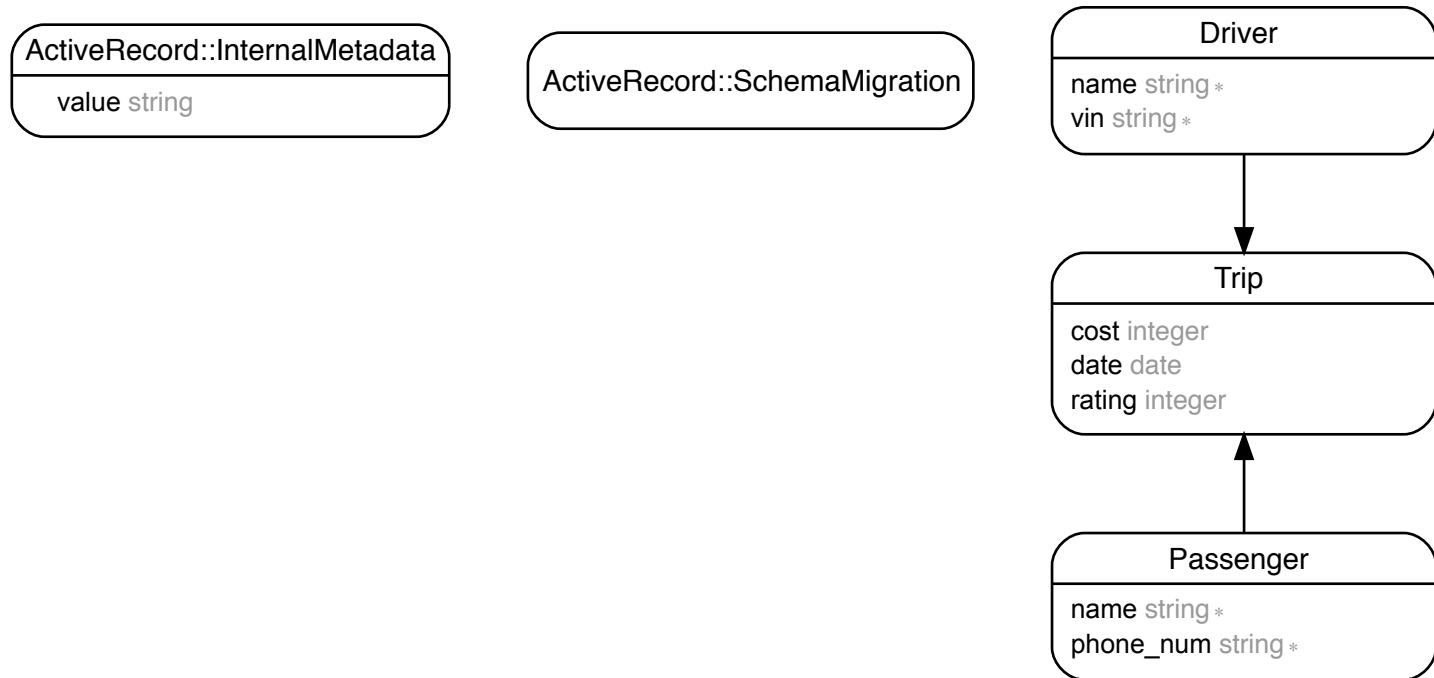 ActiveRecord::InternalMetadata
value string
ActiveRecord::SchemaMigration
Driver
name string *
vin string *
Trip
cost integer
date date
rating integer
Passenger
name string *
phone_num string *